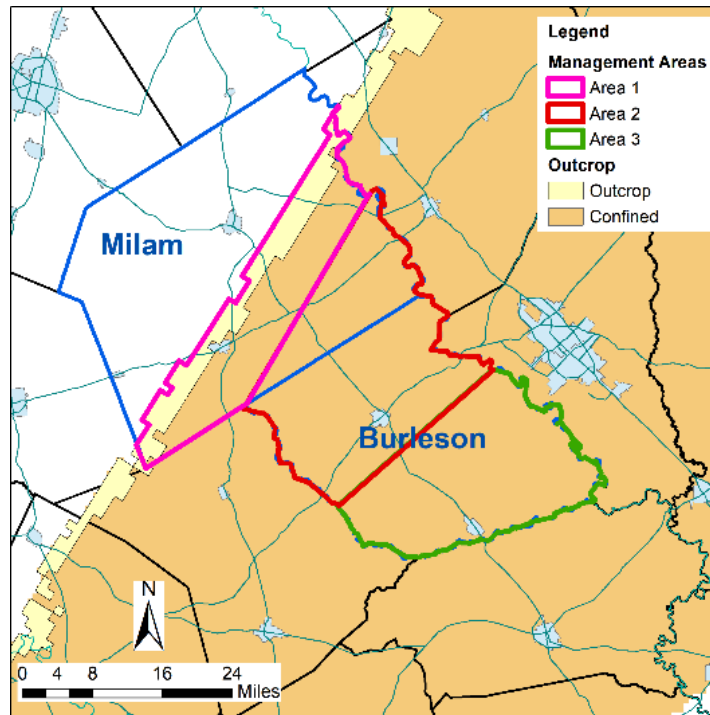 Legend
Management Areas
Area 1
Area 2
Area 3
Outcrop
Outcrop
Confined
Milam
Burleson
N
0 4 8 16 24
Miles